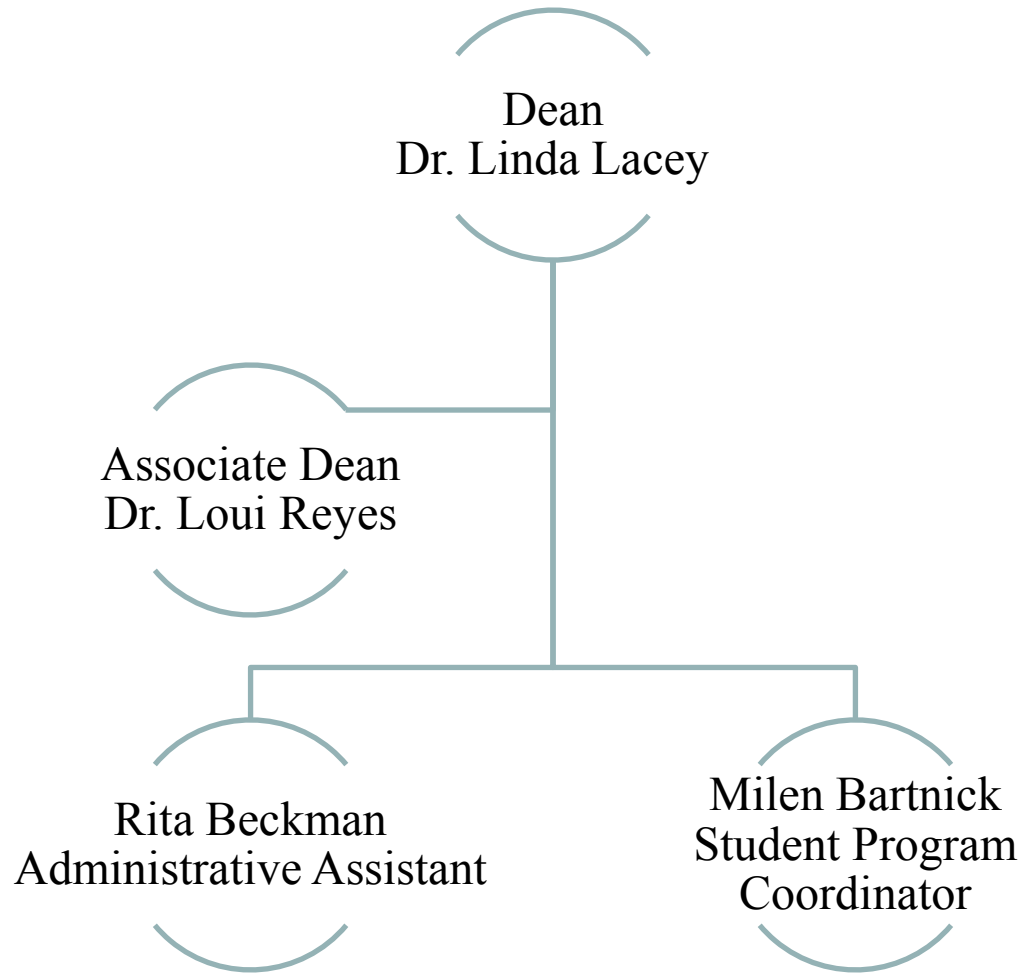 Dean
Dr. Linda Lacey
Associate Dean
Dr. Loui Reyes
Rita Beckman
Administrative Assistant
Milen Bartnick
Student Program
Coordinator